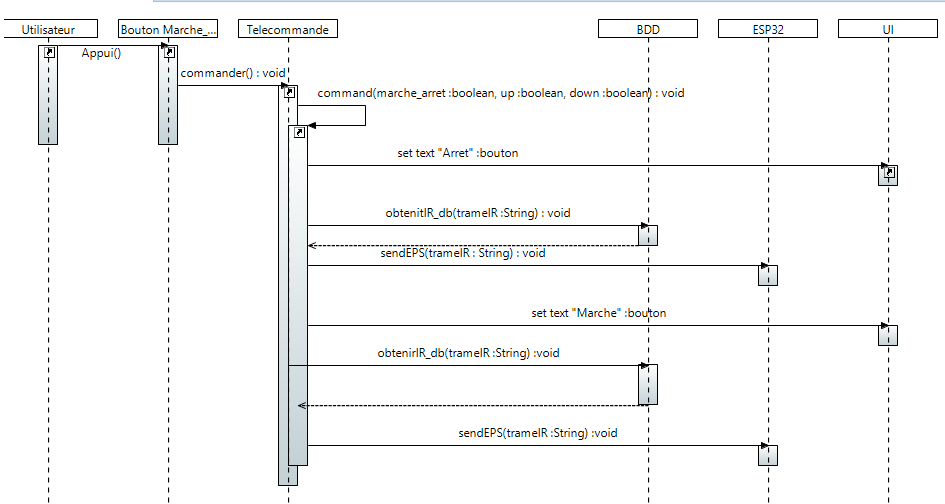 Utilisateur
Bouton Marche_...
Telecommande
BDD
ESP32
UI
Appui()
commander() : void
command(marche_arret :boolean, up :boolean, down :boolean) : void
set text "Arret" :bouton
obtenitIR_db(trameIR :String) : void
sendEPS(trameIR : String) : void
set text "Marche" :bouton
obtenirIR_db(trameIR :String) :void
sendEPS(trameIR :String) :void